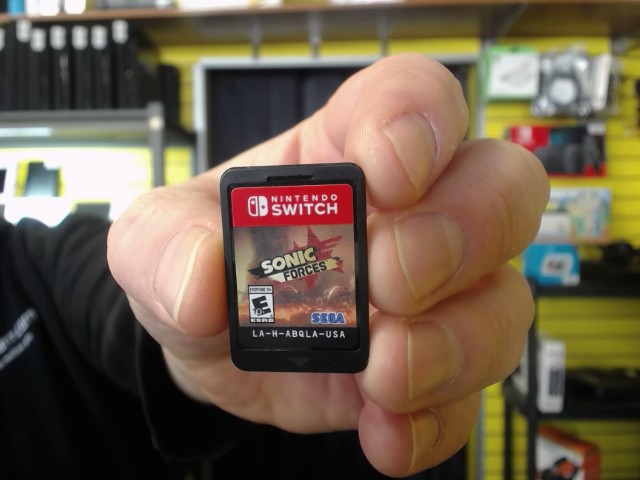 NINTENDO
SWITCH
SONIC
FORCES
EVERYONE 10+
E
ESRB
SEGA
LA-H-ABQLA-USA